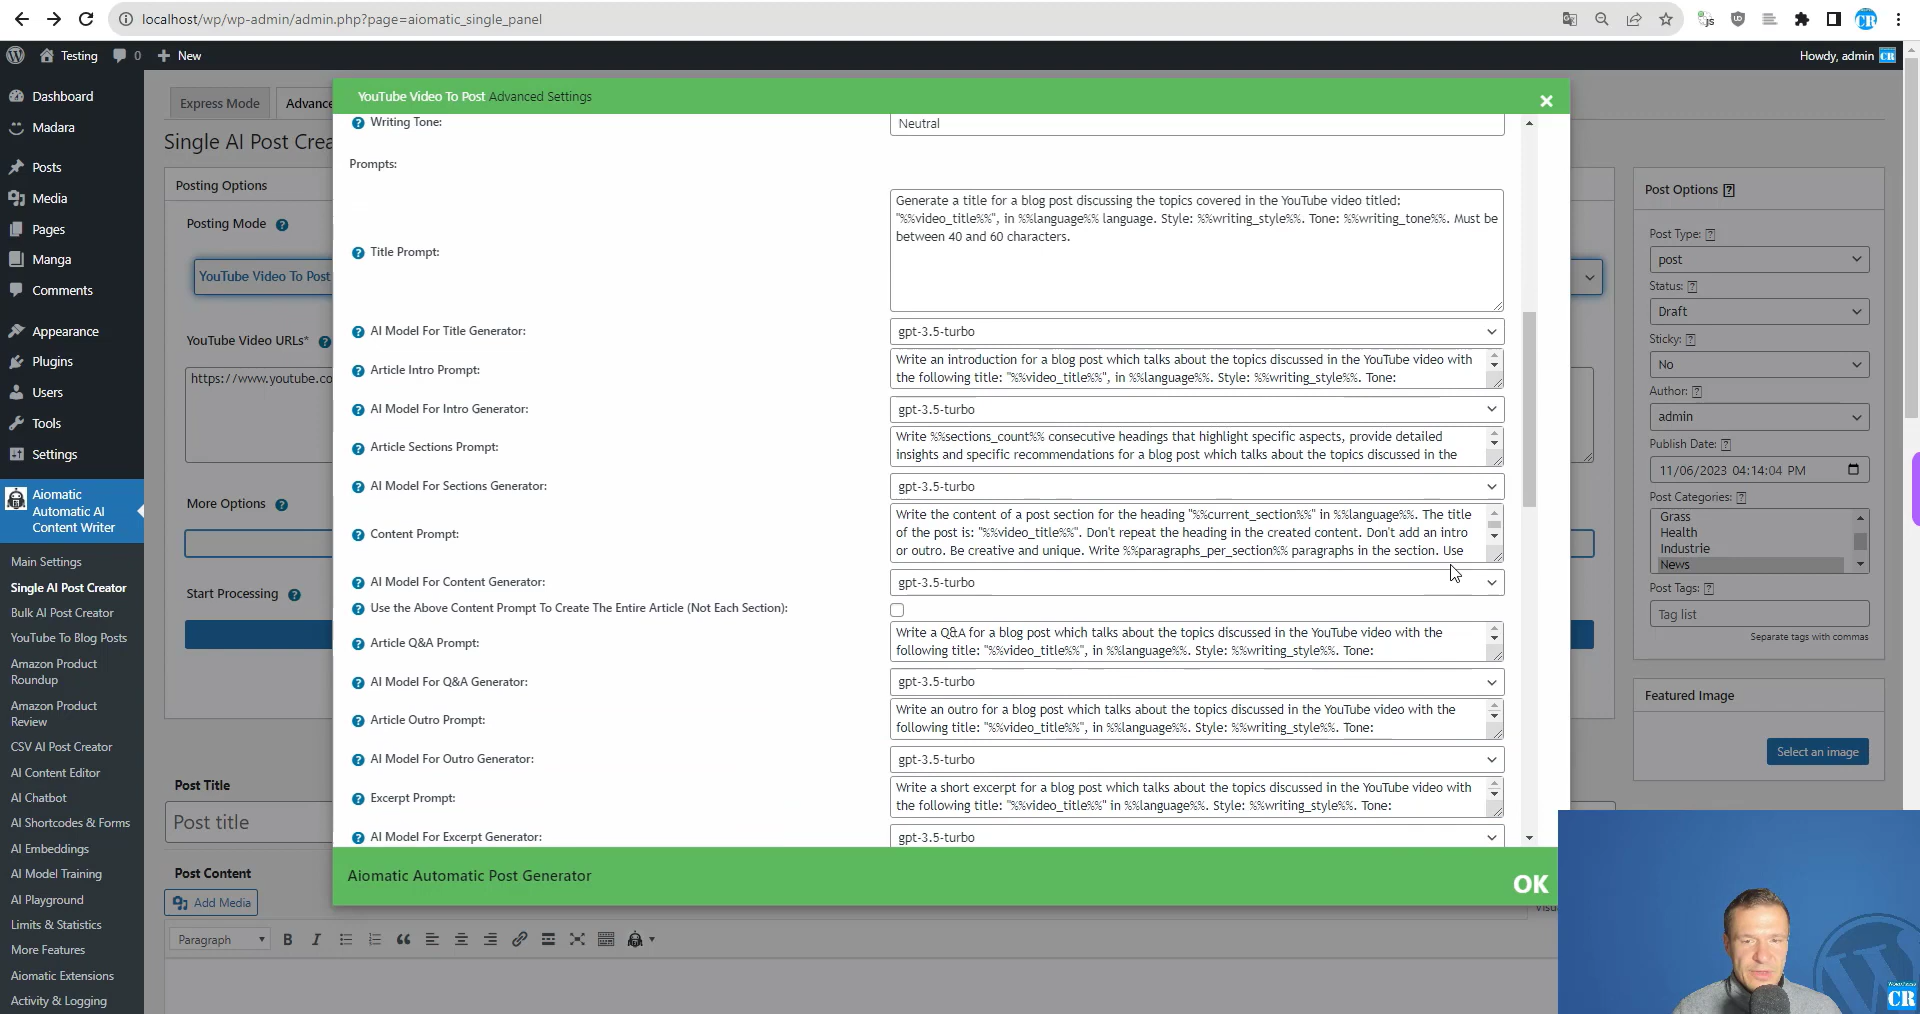 localhost/wp/wp-admin/admin.php?page=aiomatic_single_panel
Testing
0
New
Howdy, admin
Dashboard
Madara
Posts
Media
Pages
Manga
Comments
Appearance
Plugins
Users
Tools
Settings
Aiomatic
Automatic AI
Content Writer
Main Settings
Single AI Post Creator
Bulk AI Post Creator
YouTube To Blog Posts
Amazon Product
Roundup
Amazon Product
Review
CSV AI Post Creator
AI Content Editor
AI Chatbot
AI Shortcodes & Forms
AI Embeddings
AI Model Training
AI Playground
Limits & Statistics
More Features
Aiomatic Extensions
Activity & Logging
Express Mode
Advance
Single AI Post Crea
Posting Options
Posting Mode
YouTube Video To Post
YouTube Video URLs*
https://www.youtube.co
More Options
Start Processing
Post Title
Post title
Post Content
Add Media
Paragraph
YouTube Video To Post Advanced Settings
Writing Tone:
Neutral
Prompts:
Title Prompt:
Generate a title for a blog post discussing the topics covered in the YouTube video titled:
"%%video_title%%", in %%language%% language. Style: %%writing_style%%. Tone: %%writing_tone%%. Must be
between 40 and 60 characters.
AI Model For Title Generator:
gpt-3.5-turbo
Article Intro Prompt:
Write an introduction for a blog post which talks about the topics discussed in the YouTube video with
the following title: "%%video_title%%", in %%language%%. Style: %%writing_style%%. Tone:
AI Model For Intro Generator:
gpt-3.5-turbo
Article Sections Prompt:
Write %%sections_count%% consecutive headings that highlight specific aspects, provide detailed
insights and specific recommendations for a blog post which talks about the topics discussed in the
AI Model For Sections Generator:
gpt-3.5-turbo
Content Prompt:
Write the content of a post section for the heading "%%current_section%%" in %%language%%. The title
of the post is: "%%video_title%%". Don't repeat the heading in the created content. Don't add an intro
or outro. Be creative and unique. Write %%paragraphs_per_section%% paragraphs in the section. Use
AI Model For Content Generator:
gpt-3.5-turbo
Use the Above Content Prompt To Create The Entire Article (Not Each Section):
Article Q&A Prompt:
Write a Q&A for a blog post which talks about the topics discussed in the YouTube video with the
following title: "%%video_title%%", in %%language%%. Style: %%writing_style%%. Tone:
AI Model For Q&A Generator:
gpt-3.5-turbo
Article Outro Prompt:
Write an outro for a blog post which talks about the topics discussed in the YouTube video with the
following title: "%%video_title%%", in %%language%%. Style: %%writing_style%%. Tone:
AI Model For Outro Generator:
gpt-3.5-turbo
Excerpt Prompt:
Write a short excerpt for a blog post which talks about the topics discussed in the YouTube video with
the following title: "%%video_title%%" in %%language%%. Style: %%writing_style%%. Tone:
AI Model For Excerpt Generator:
gpt-3.5-turbo
Aiomatic Automatic Post Generator
OK
Post Options
Post Type:
post
Status:
Draft
Sticky:
No
Author:
admin
Publish Date:
11/06/2023 04:14:04 PM
Post Categories:
Grass
Health
Industrie
News
Post Tags:
Tag list
Separate tags with commas
Featured Image
Select an image
CR